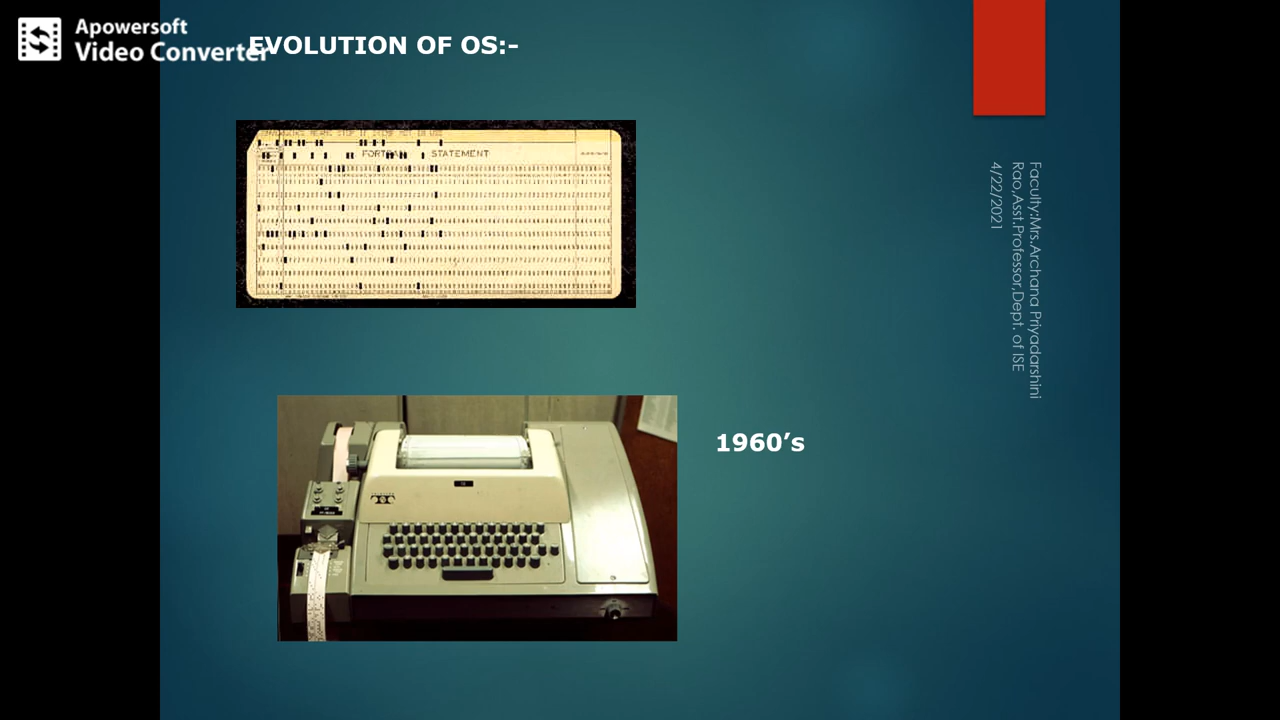 Apowersoft
Video Converter
EVOLUTION OF OS:-
STATEMENT
1960’s
Faculty:Mrs.Archana Priyadarshini
Rao,Asst.Professor,Dept. of ISE
4/22/2021